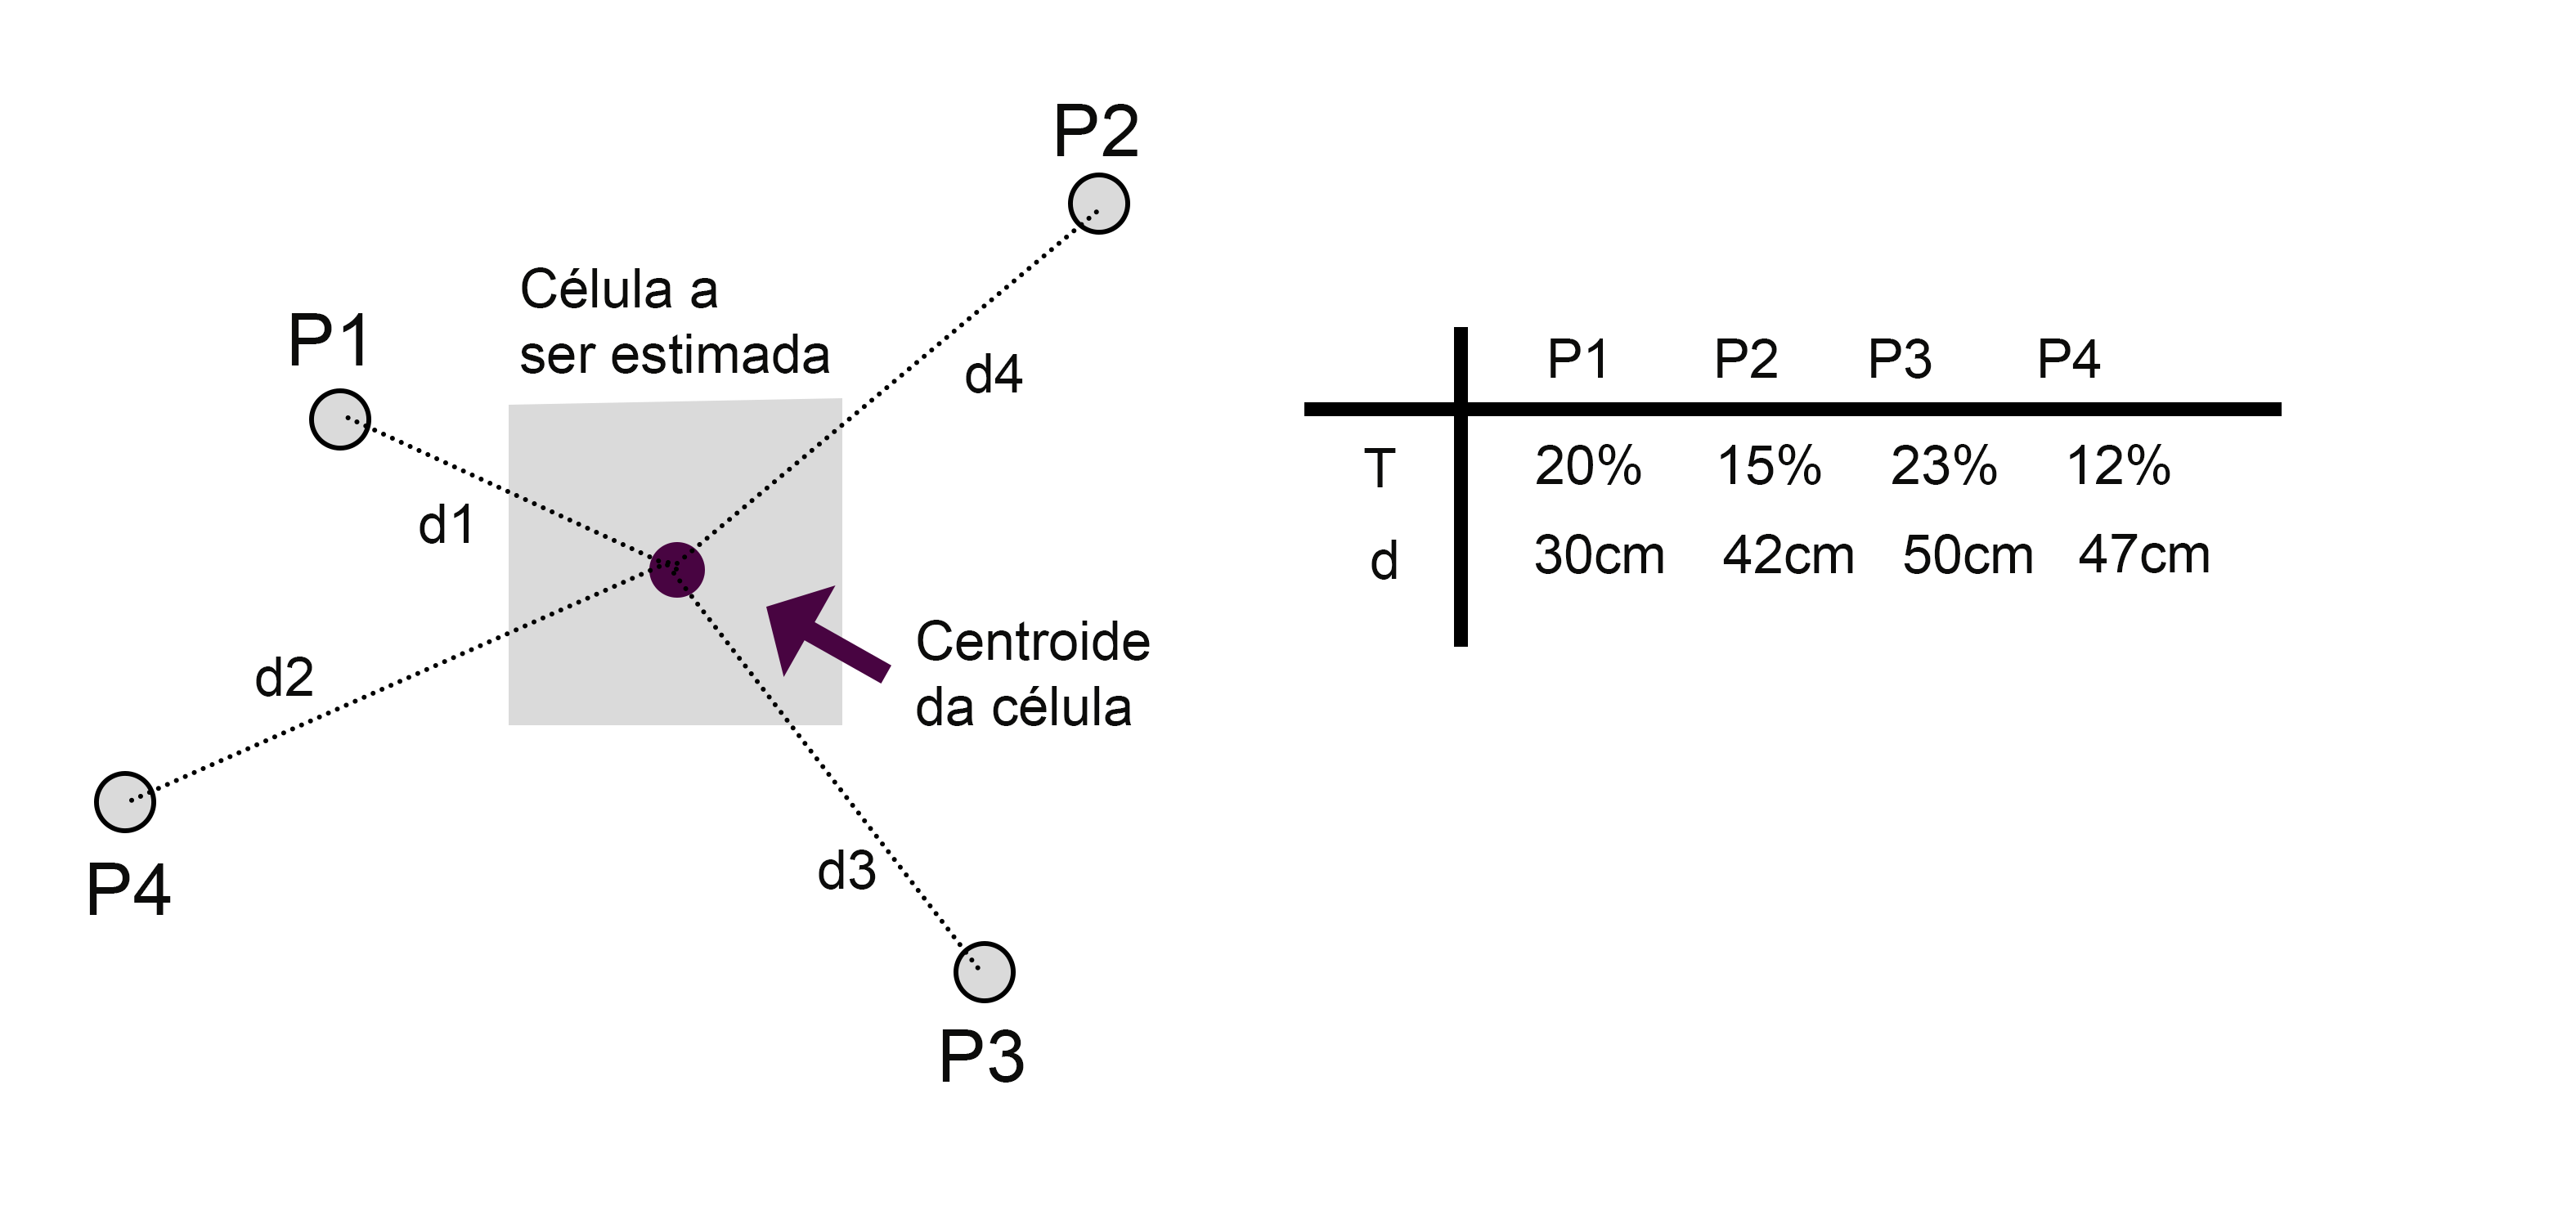 P2
Célula a
ser estimada
P1
d4
d1
d2
Centroide
da célula
d3
P4
P3
P1 P2 P3 P4
T 20% 15% 23% 12%
d 30cm 42cm 50cm 47cm